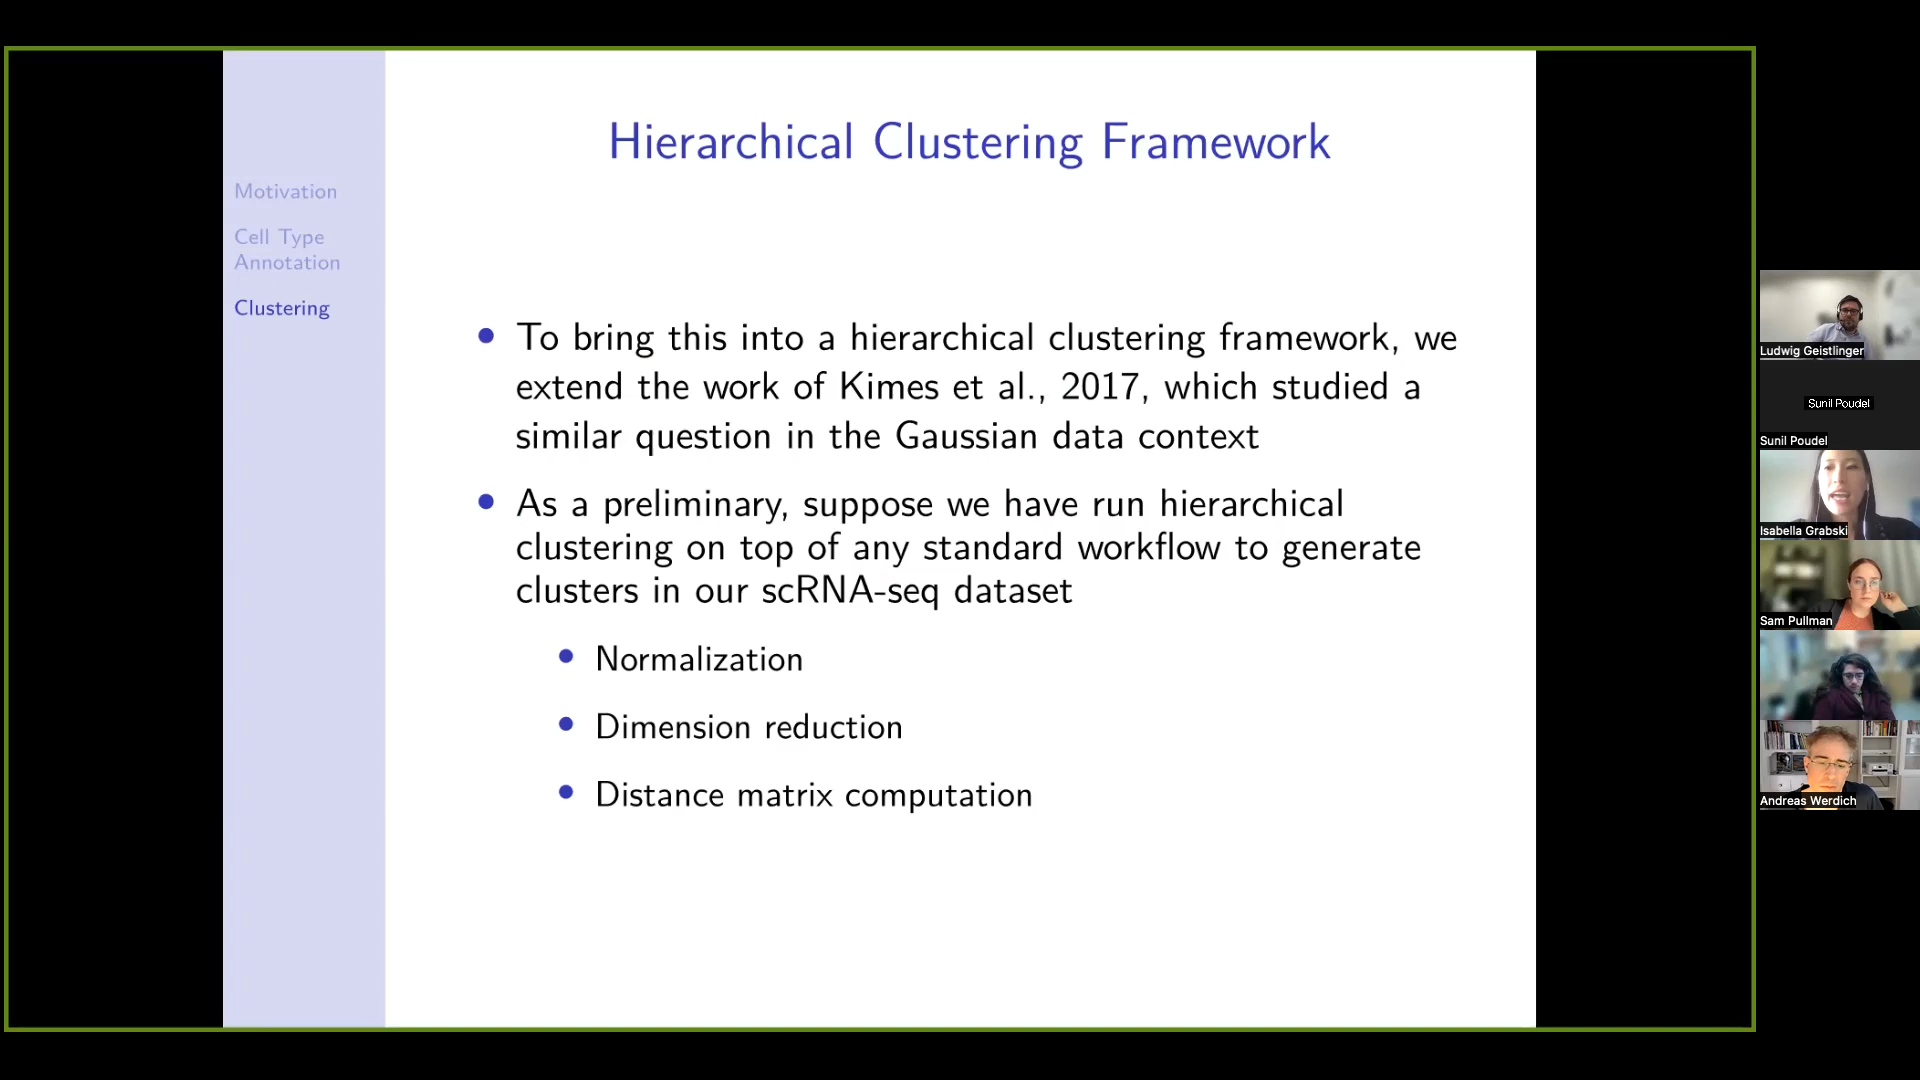 Hierarchical Clustering Framework
Motivation
Cell Type
Annotation
Clustering
• To bring this into a hierarchical clustering framework, we
extend the work of Kimes et al., 2017, which studied a
similar question in the Gaussian data context
• As a preliminary, suppose we have run hierarchical
clustering on top of any standard workflow to generate
clusters in our scRNA-seq dataset
• Normalization
• Dimension reduction
• Distance matrix computation
Ludwig Geistlinger
Sunil Poudel
Sunil Poudel
Isabella Grabski
Sam Pullman
Andreas Werdich